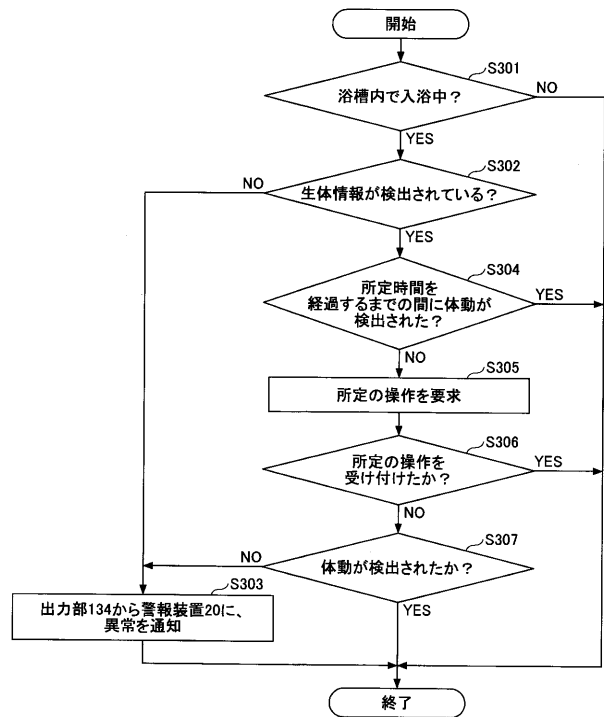 開始
S301
浴槽内で入浴中？
NO
YES
S302
NO
生体情報が検出されている？
YES
S304
所定時間を
経過するまでの間に体動が
検出された？
YES
NO
S305
所定の操作を要求
S306
所定の操作を
受け付けたか？
YES
NO
S307
NO
体動が検出されたか？
YES
S303
出力部134から警報装置20に、
異常を通知
終了